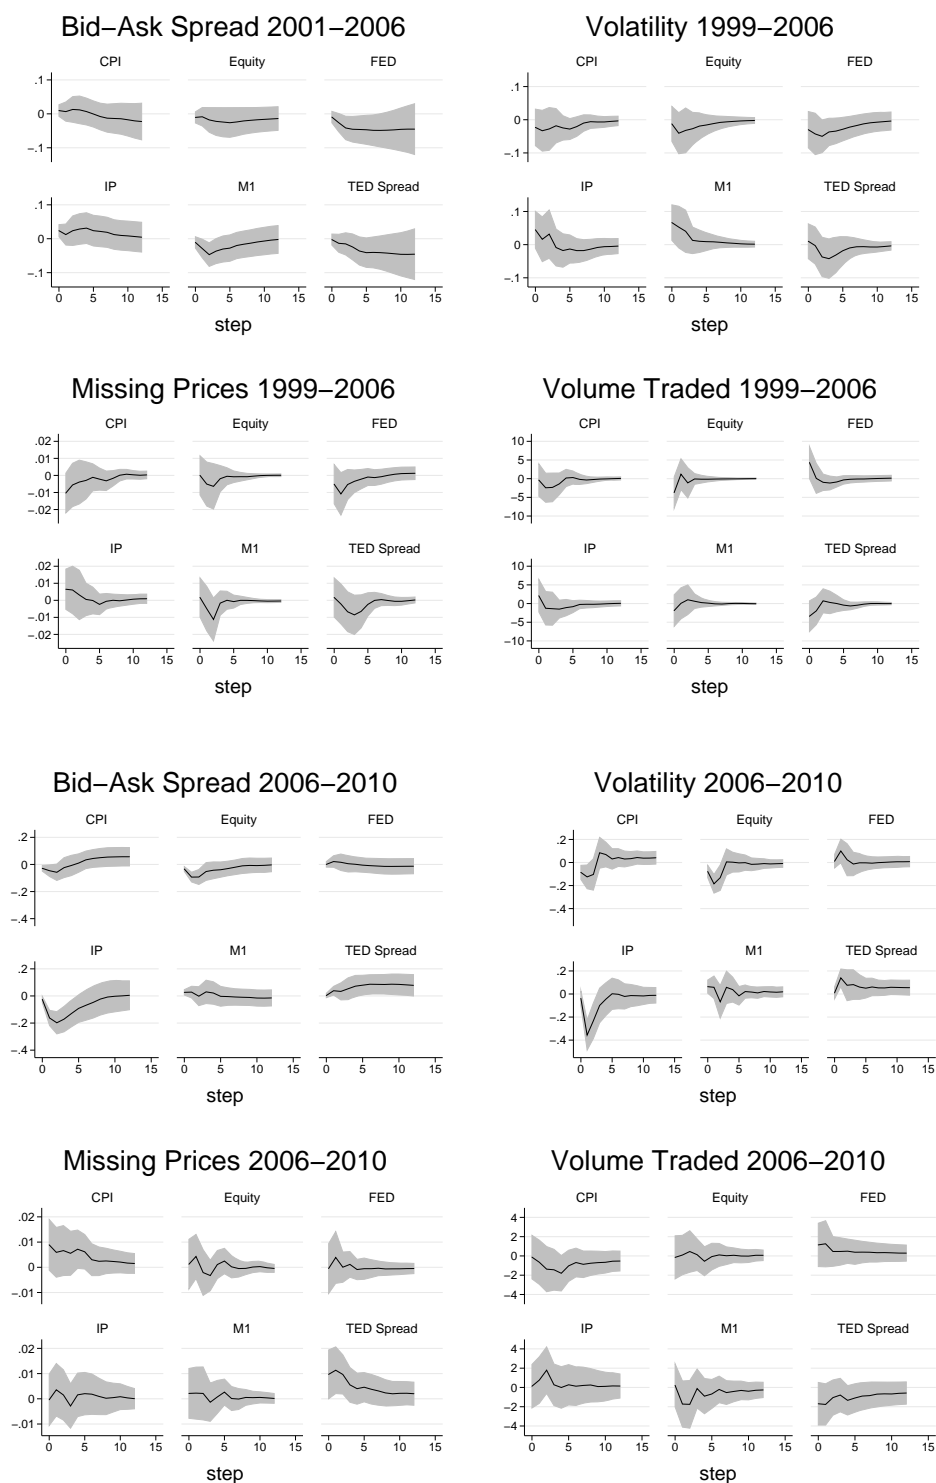 Bid–Ask Spread 2001–2006
CPI Equity FED
.1
0
–.1
IP M1 TED Spread
.1
0
–.1
0 5 10 15 0 5 10 15 0 5 10 15
step
Volatility 1999–2006
CPI Equity FED
.1
0
–.1
IP M1 TED Spread
.1
0
–.1
0 5 10 15 0 5 10 15 0 5 10 15
step
Missing Prices 1999–2006
CPI Equity FED
.02
.01
0
–.01
–.02
IP M1 TED Spread
.02
.01
0
–.01
–.02
0 5 10 15 0 5 10 15 0 5 10 15
step
Volume Traded 1999–2006
CPI Equity FED
10
5
0
–5
–10
IP M1 TED Spread
10
5
0
–5
–10
0 5 10 15 0 5 10 15 0 5 10 15
step
Bid–Ask Spread 2006–2010
CPI Equity FED
.2
0
–.2
–.4
IP M1 TED Spread
.2
0
–.2
–.4
0 5 10 15 0 5 10 15 0 5 10 15
step
Volatility 2006–2010
CPI Equity FED
.2
0
–.2
–.4
IP M1 TED Spread
.2
0
–.2
–.4
0 5 10 15 0 5 10 15 0 5 10 15
step
Missing Prices 2006–2010
CPI Equity FED
.02
.01
0
–.01
IP M1 TED Spread
.02
.01
0
–.01
0 5 10 15 0 5 10 15 0 5 10 15
step
Volume Traded 2006–2010
CPI Equity FED
4
2
0
–2
–4
IP M1 TED Spread
4
2
0
–2
–4
0 5 10 15 0 5 10 15 0 5 10 15
step